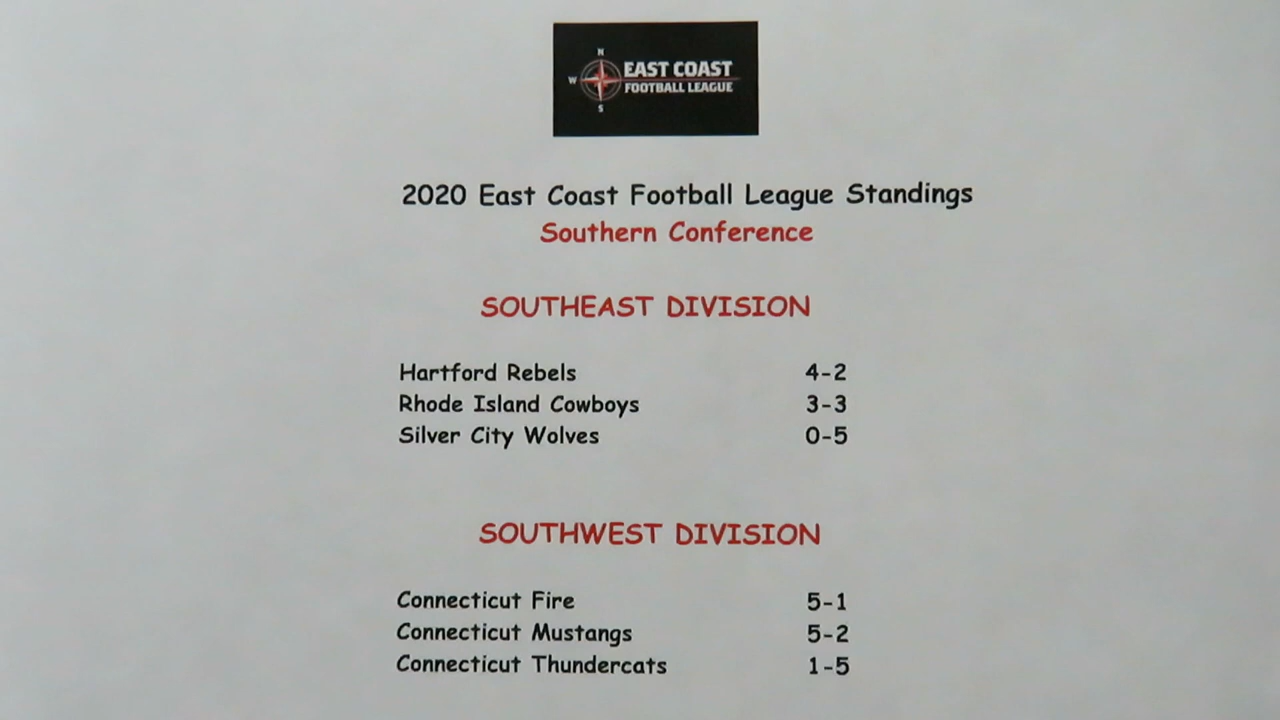 N
W
EAST COAST
FOOTBALL LEAGUE
S
2020 East Coast Football League Standings
Southern Conference
SOUTHEAST DIVISION
Hartford Rebels 4-2
Rhode Island Cowboys 3-3
Silver City Wolves 0-5
SOUTHWEST DIVISION
Connecticut Fire 5-1
Connecticut Mustangs 5-2
Connecticut Thundercats 1-5